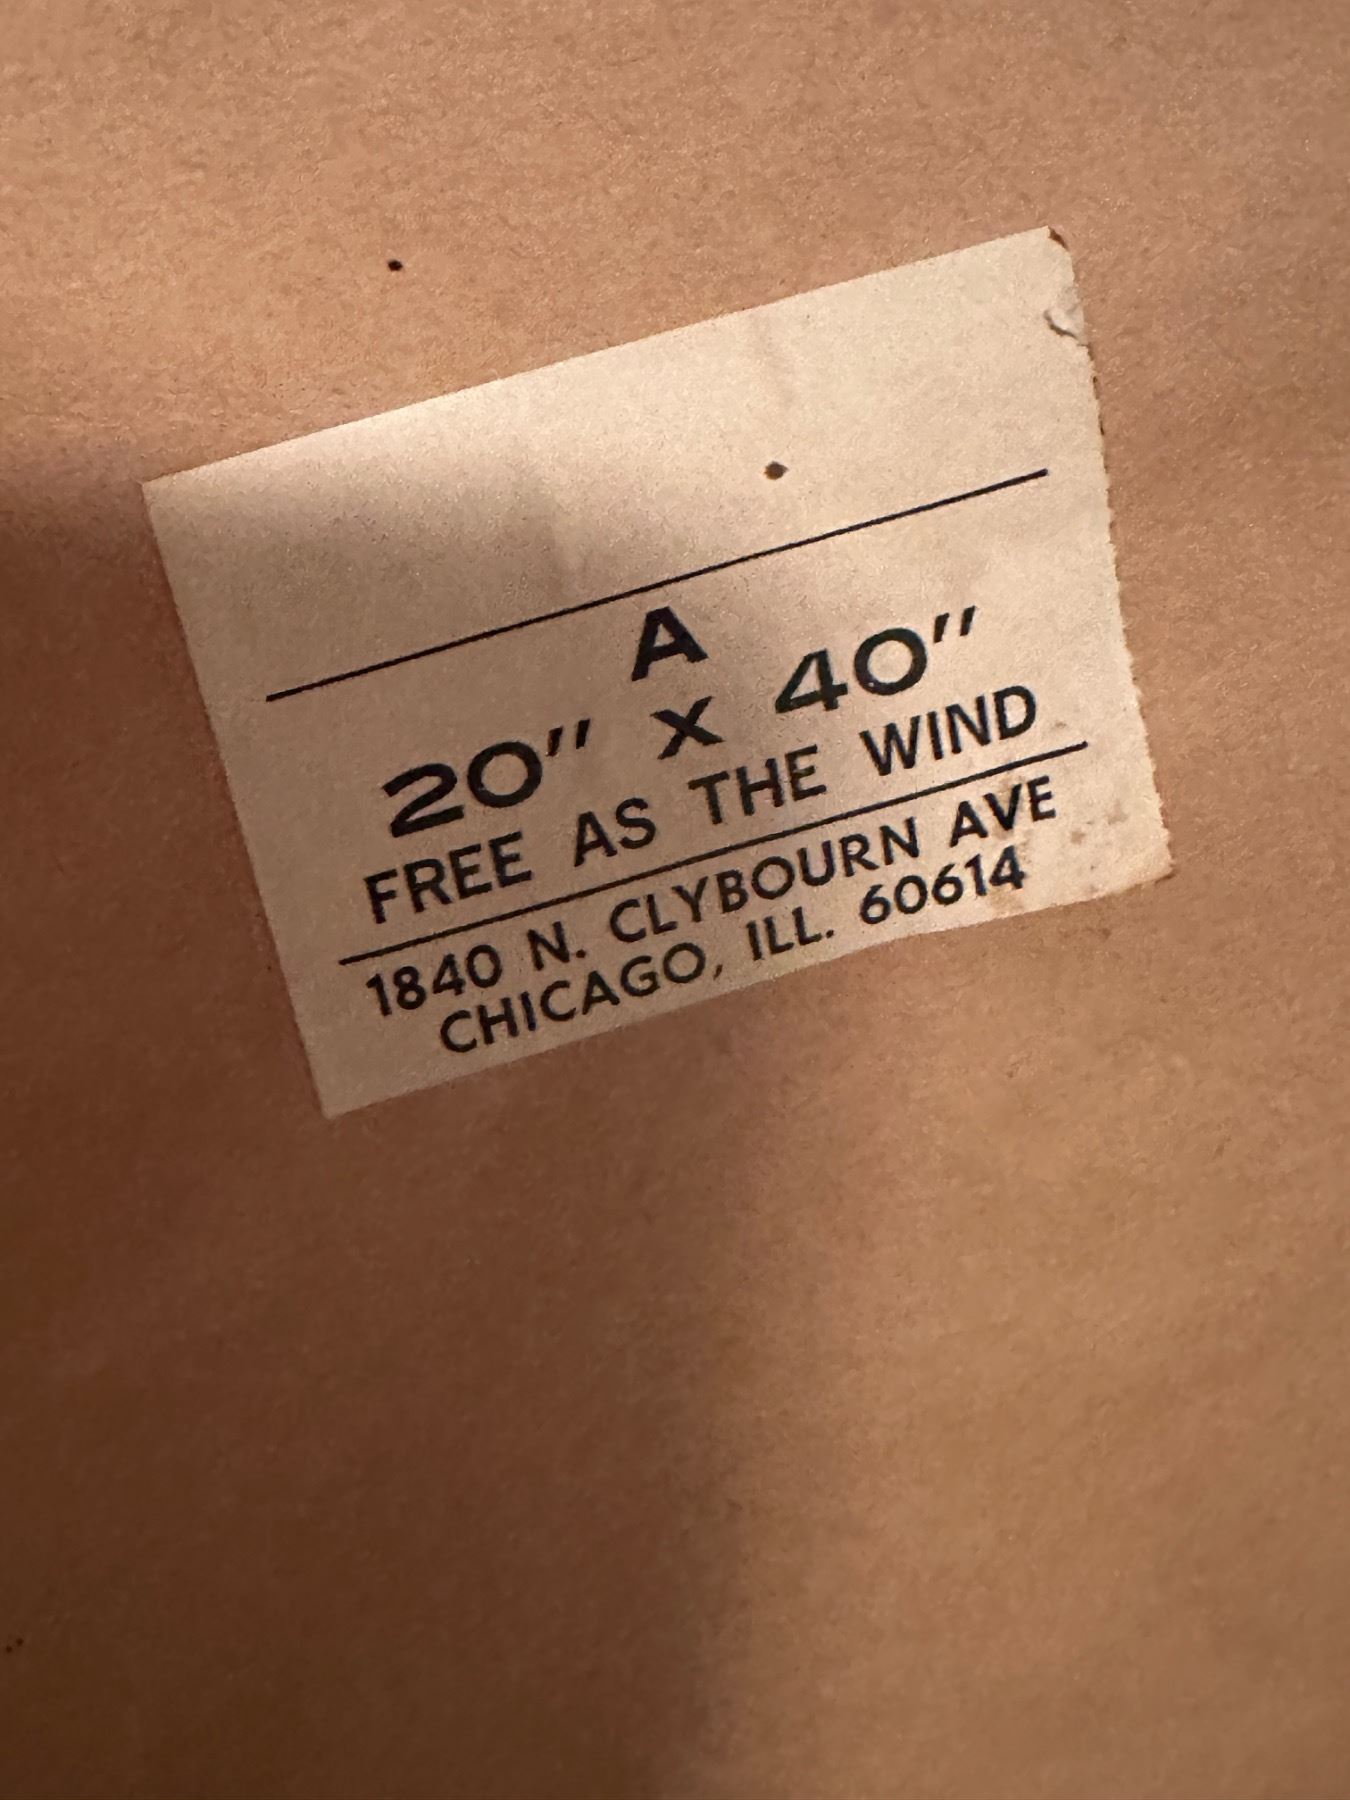 A
20" X 40"
FREE AS THE WIND
1840 N. CLYBOURN AVE
CHICAGO, ILL. 60614